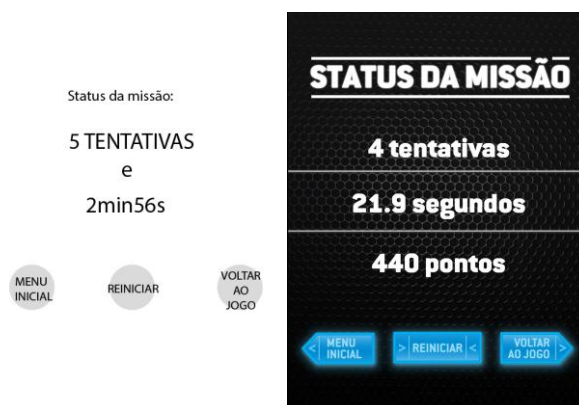 Status da missão:
5 TENTATIVAS
e
2min56s
MENU
INICIAL
REINICIAR
VOLTAR
AO
JOGO
STATUS DA MISSÃO
4 tentativas
21.9 segundos
440 pontos
< MENU
INICIAL
> REINICIAR <
VOLTAR >
AO JOGO